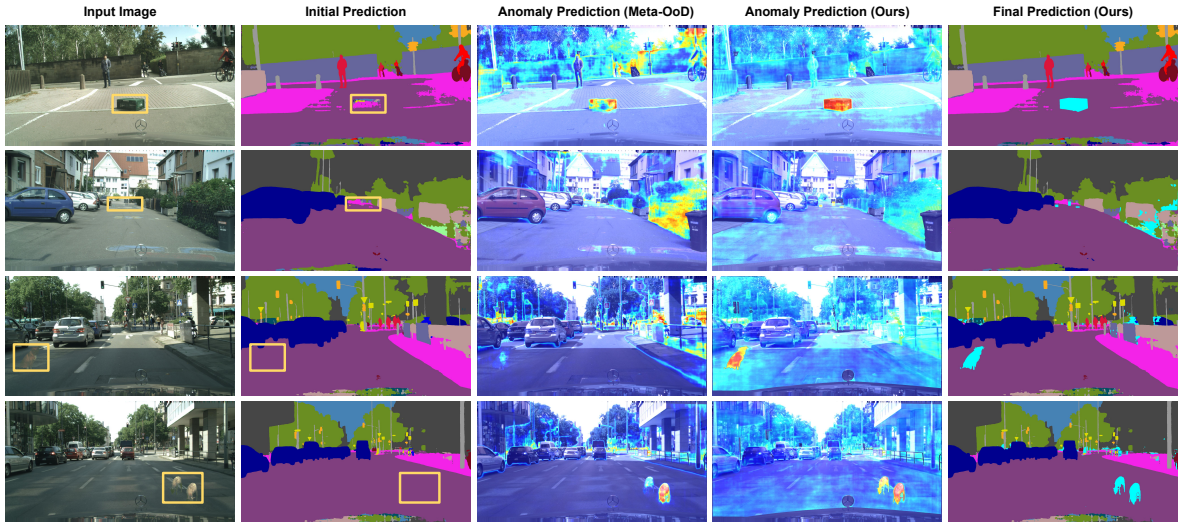 Input Image
Initial Prediction
Anomaly Prediction (Meta-OoD)
Anomaly Prediction (Ours)
Final Prediction (Ours)